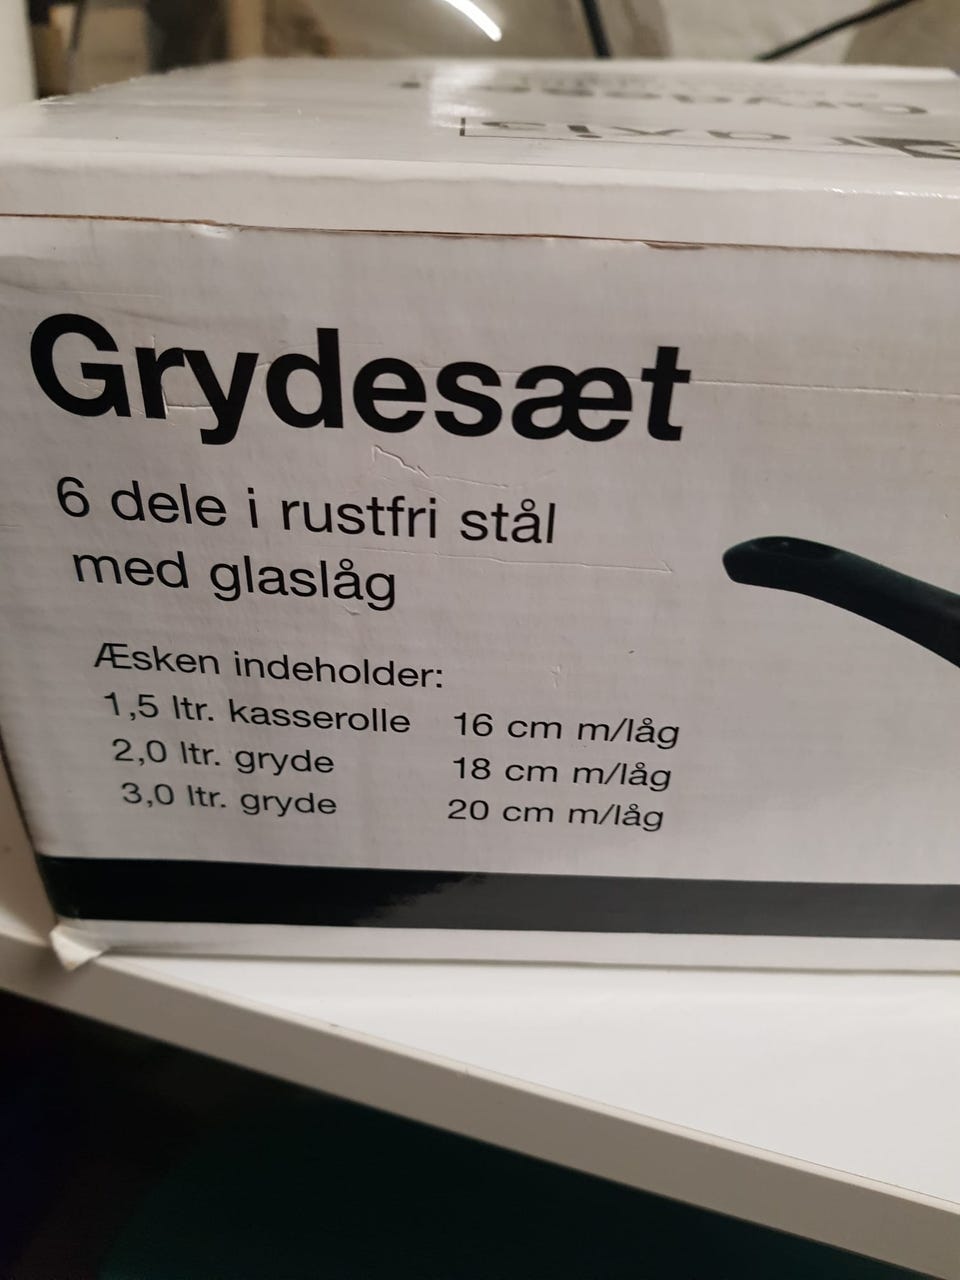 Grydesæt
6 dele i rustfri stål
med glaslåg
Æsken indeholder:
1,5 ltr. kasserolle 16 cm m/låg
2,0 ltr. gryde 18 cm m/låg
3,0 ltr. gryde 20 cm m/låg